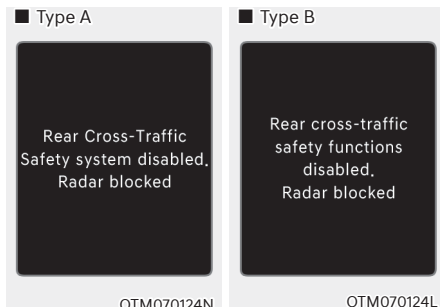 ■ Type A
Rear Cross-Traffic
Safety system disabled.
Radar blocked
OTM070124N
■ Type B
Rear cross-traffic
safety functions
disabled.
Radar blocked
OTM070124L